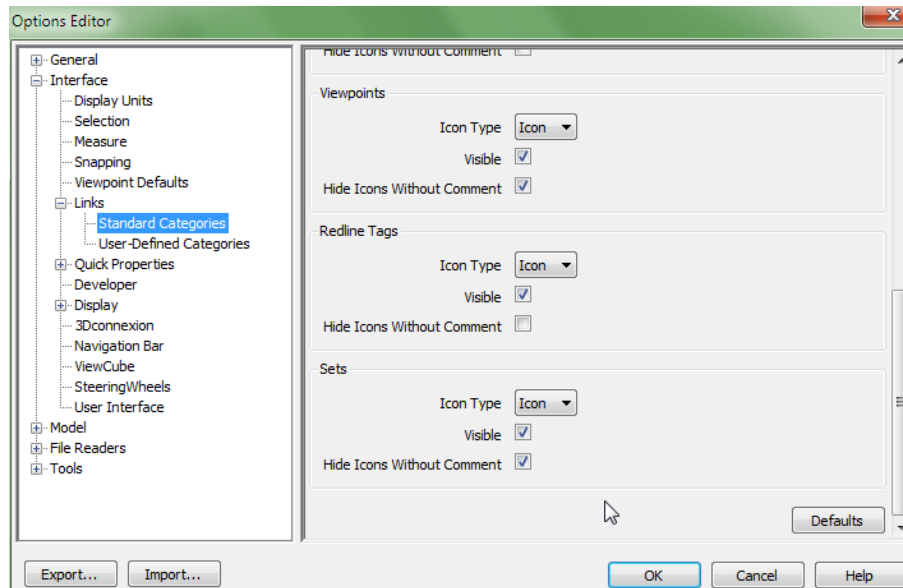 Options Editor
General
Interface
Display Units
Selection
Measure
Snapping
Viewpoint Defaults
Links
Standard Categories
User-Defined Categories
Quick Properties
Developer
Display
3Dconnexion
Navigation Bar
ViewCube
SteeringWheels
User Interface
Model
File Readers
Tools
Hide Icons Without Comment
Viewpoints
Icon Type Icon
Visible
Hide Icons Without Comment
Redline Tags
Icon Type Icon
Visible
Hide Icons Without Comment
Sets
Icon Type Icon
Visible
Hide Icons Without Comment
Defaults
Export... Import... OK Cancel Help